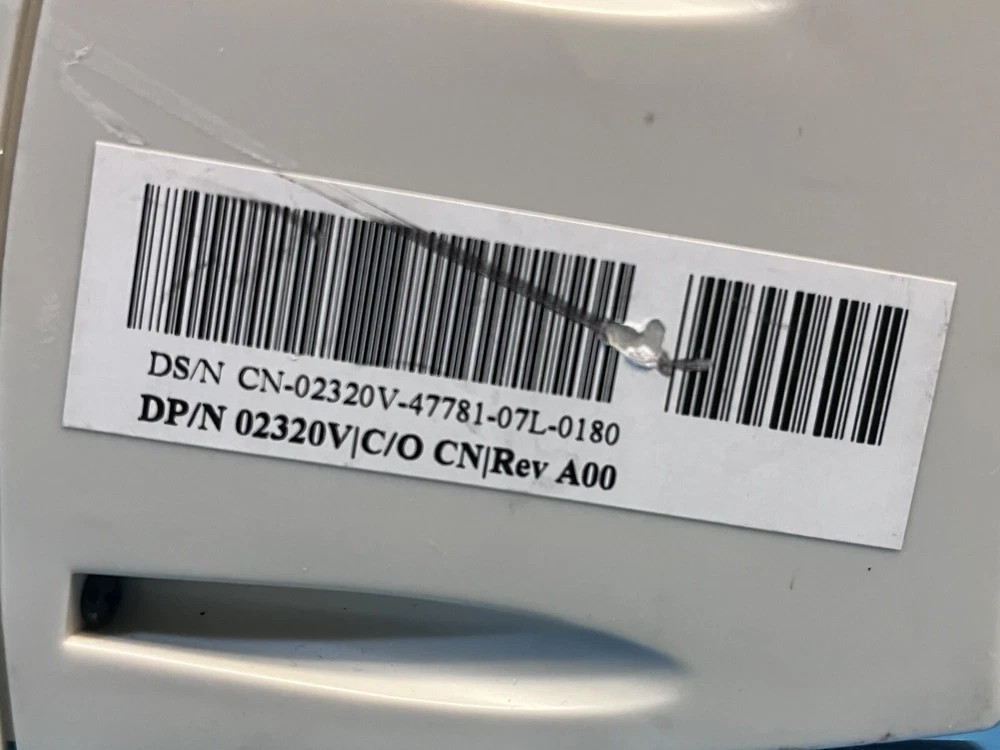 DS/N CN-02320V-47781-07L-0180
DP/N 02320V|C/O CN|Rev A00